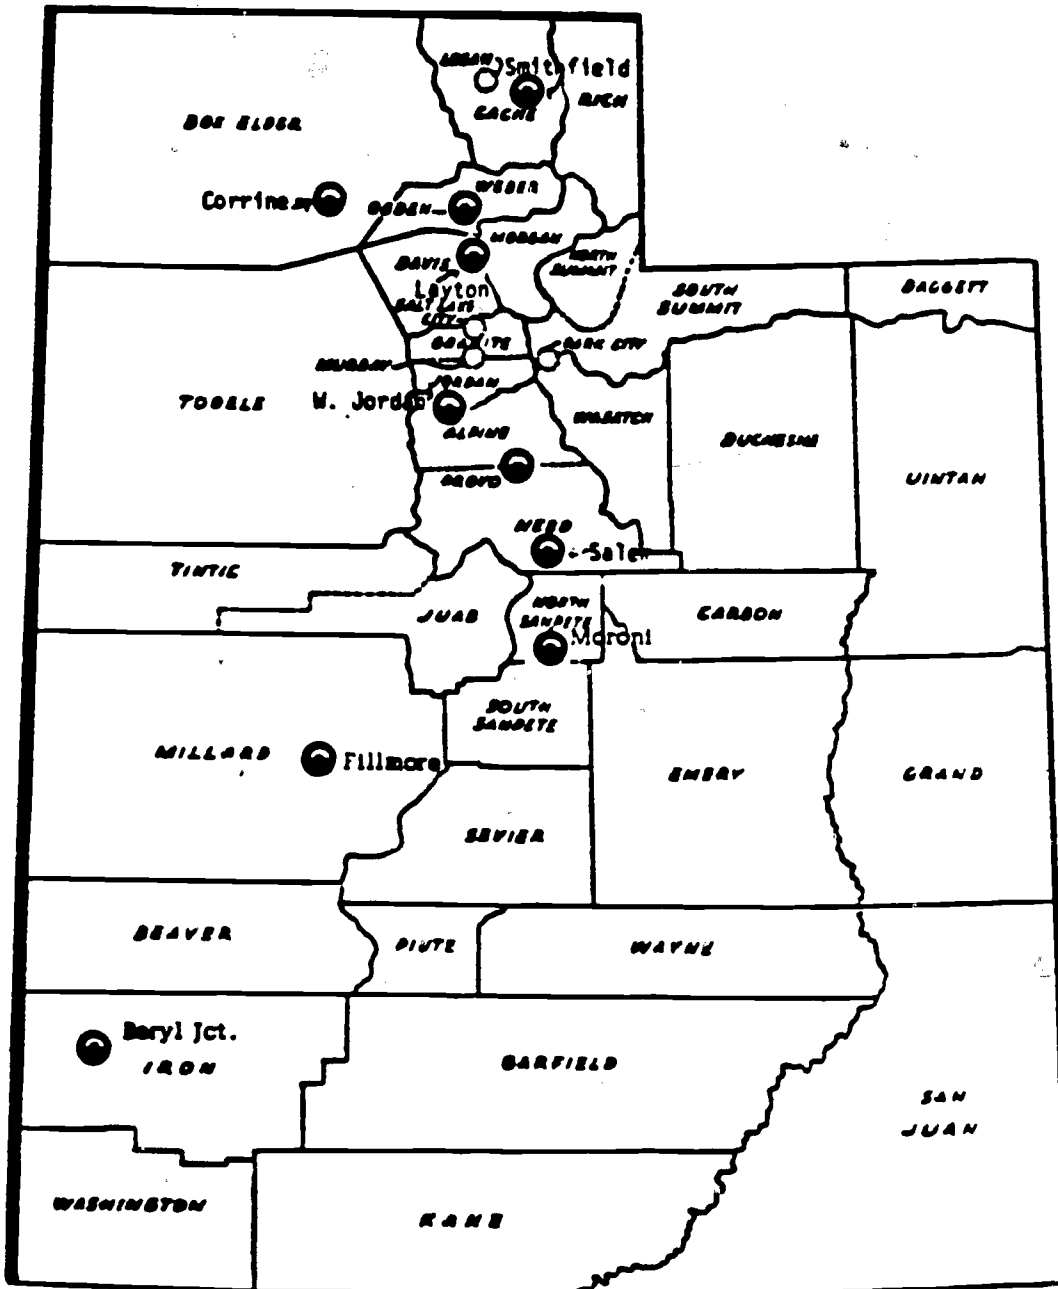 LOGAN
Smithfield
CACHE
RICH
BOX ELDER
Corrine
WEBER
OGDEN
MORGAN
DAVIS
NORTH
SUMMIT
Layton
SOUTH
SUMMIT
DAGGETT
SALT LAKE
CITY
GRANITE
PARK CITY
MURRAY
JORDAN
TOOELE
W. Jordan
ALPINE
WASATCH
DUCHESNE
UINTAH
PROVO
NEBO
Salem
TINTIC
JUAB
NORTH
SANPETE
CARBON
Moroni
SOUTH
SANPETE
MILLARD
Fillmore
EMERY
GRAND
SEVIER
BEAVER
PIUTE
WAYNE
Beryl Jct.
IRON
GARFIELD
SAN
JUAN
WASHINGTON
KANE